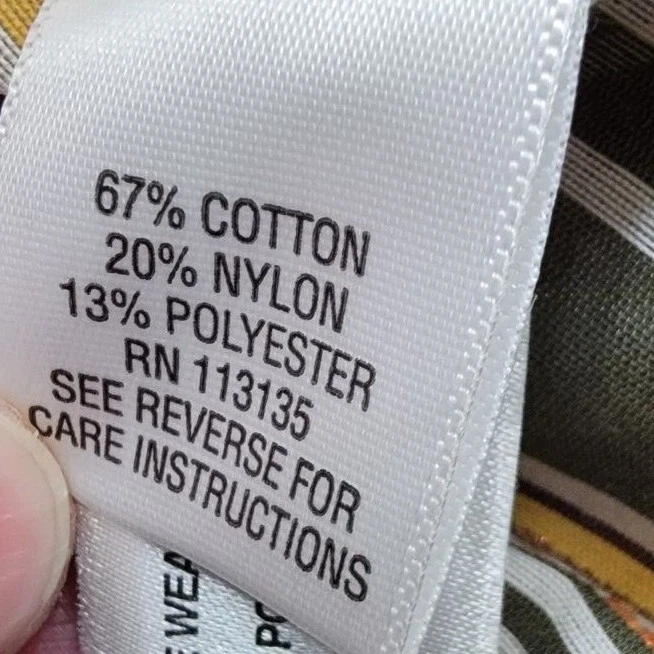 67% COTTON
20% NYLON
13% POLYESTER
RN 113135
SEE REVERSE FOR
CARE INSTRUCTIONS